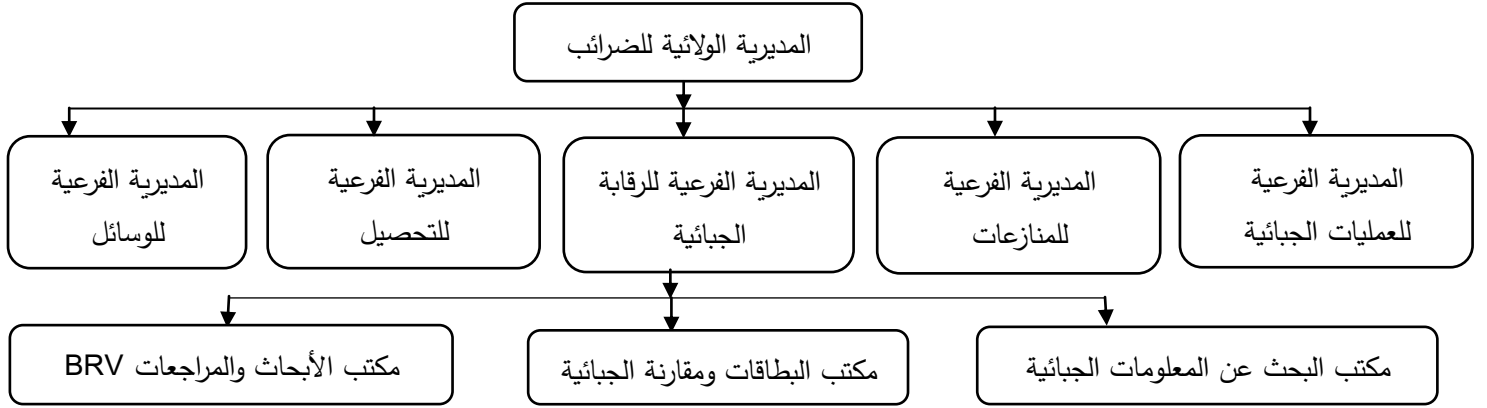 المديرية الولائية للضرائب
المديرية الفرعية
للعمليات الجبائية
المديرية الفرعية
للمنازعات
المديرية الفرعية للرقابة
الجبائية
المديرية الفرعية
للتحصيل
المديرية الفرعية
للوسائل
مكتب البحث عن المعلومات الجبائية
مكتب البطاقات ومقارنة الجبائية
مكتب الأبحاث والمراجعات BRV